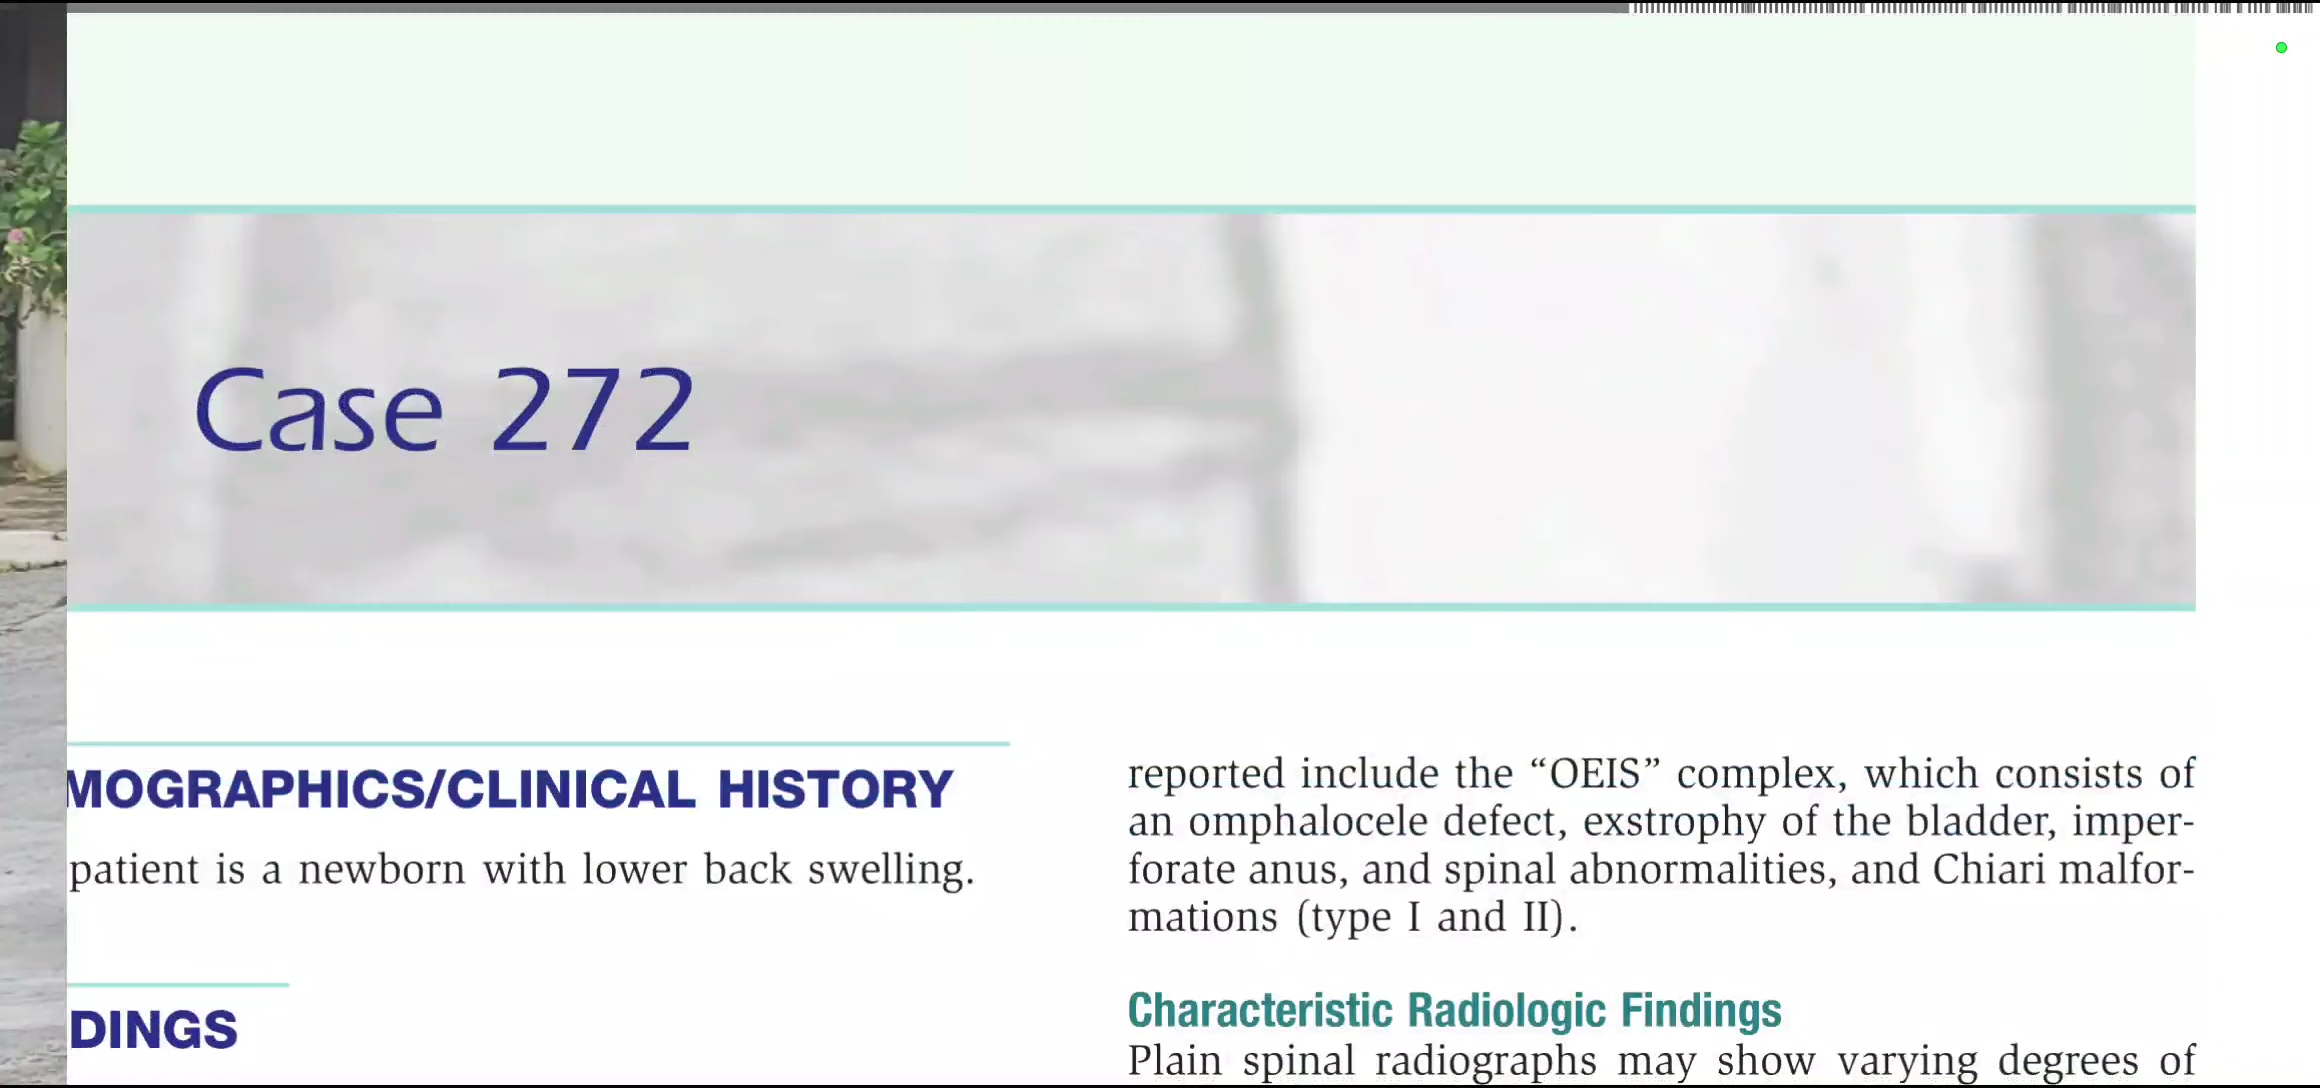 Case 272
MOGRAPHICS/CLINICAL HISTORY
patient is a newborn with lower back swelling.
DINGS
reported include the “OEIS” complex, which consists of
an omphalocele defect, exstrophy of the bladder, imper-
forate anus, and spinal abnormalities, and Chiari malfor-
mations (type I and II).
Characteristic Radiologic Findings
Plain spinal radiographs may show varying degrees of